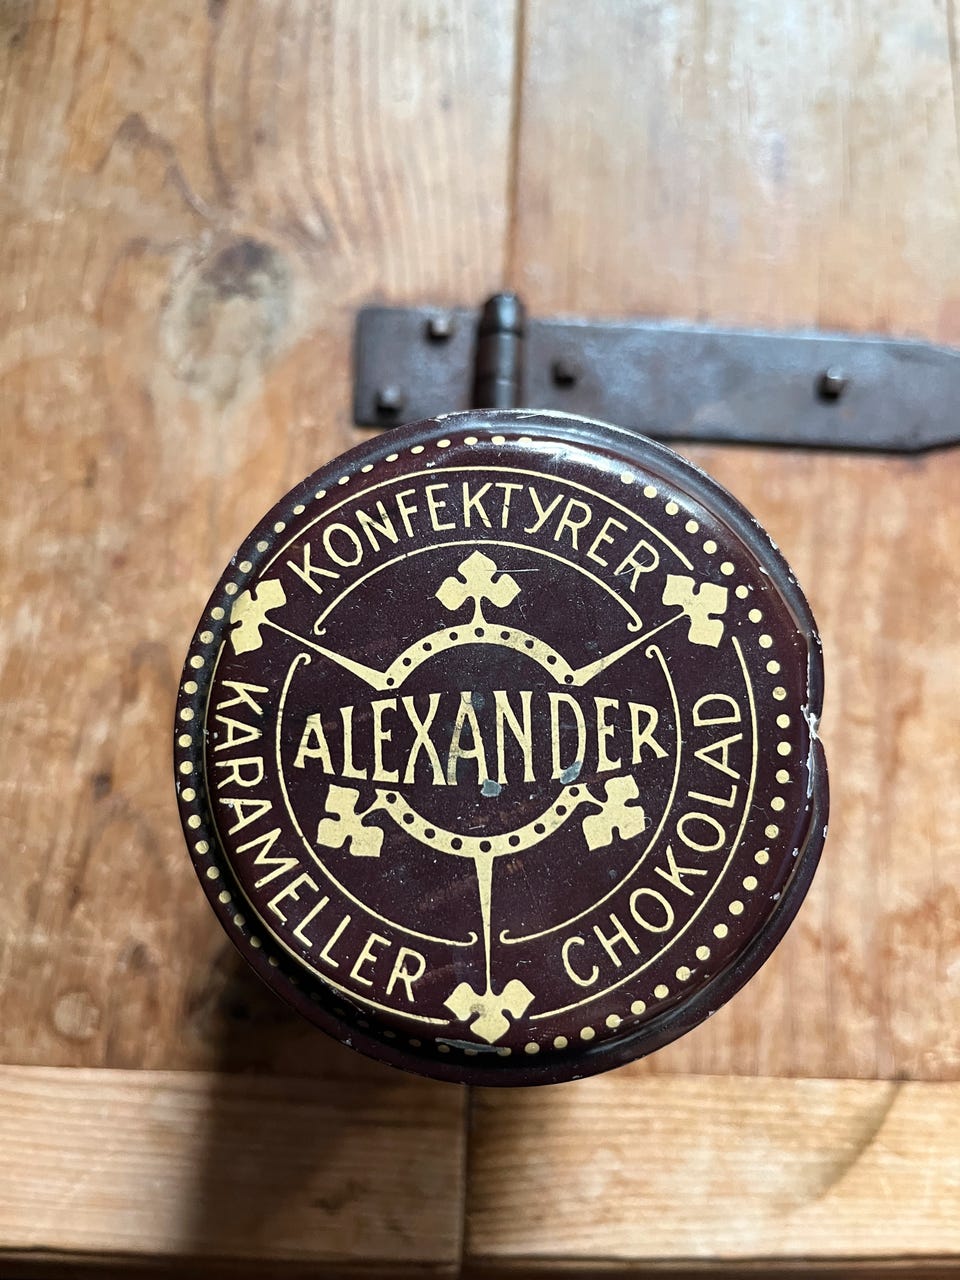 KONFEKTYRER
ALEXANDER
KARAMELLER
CHOKOLAD